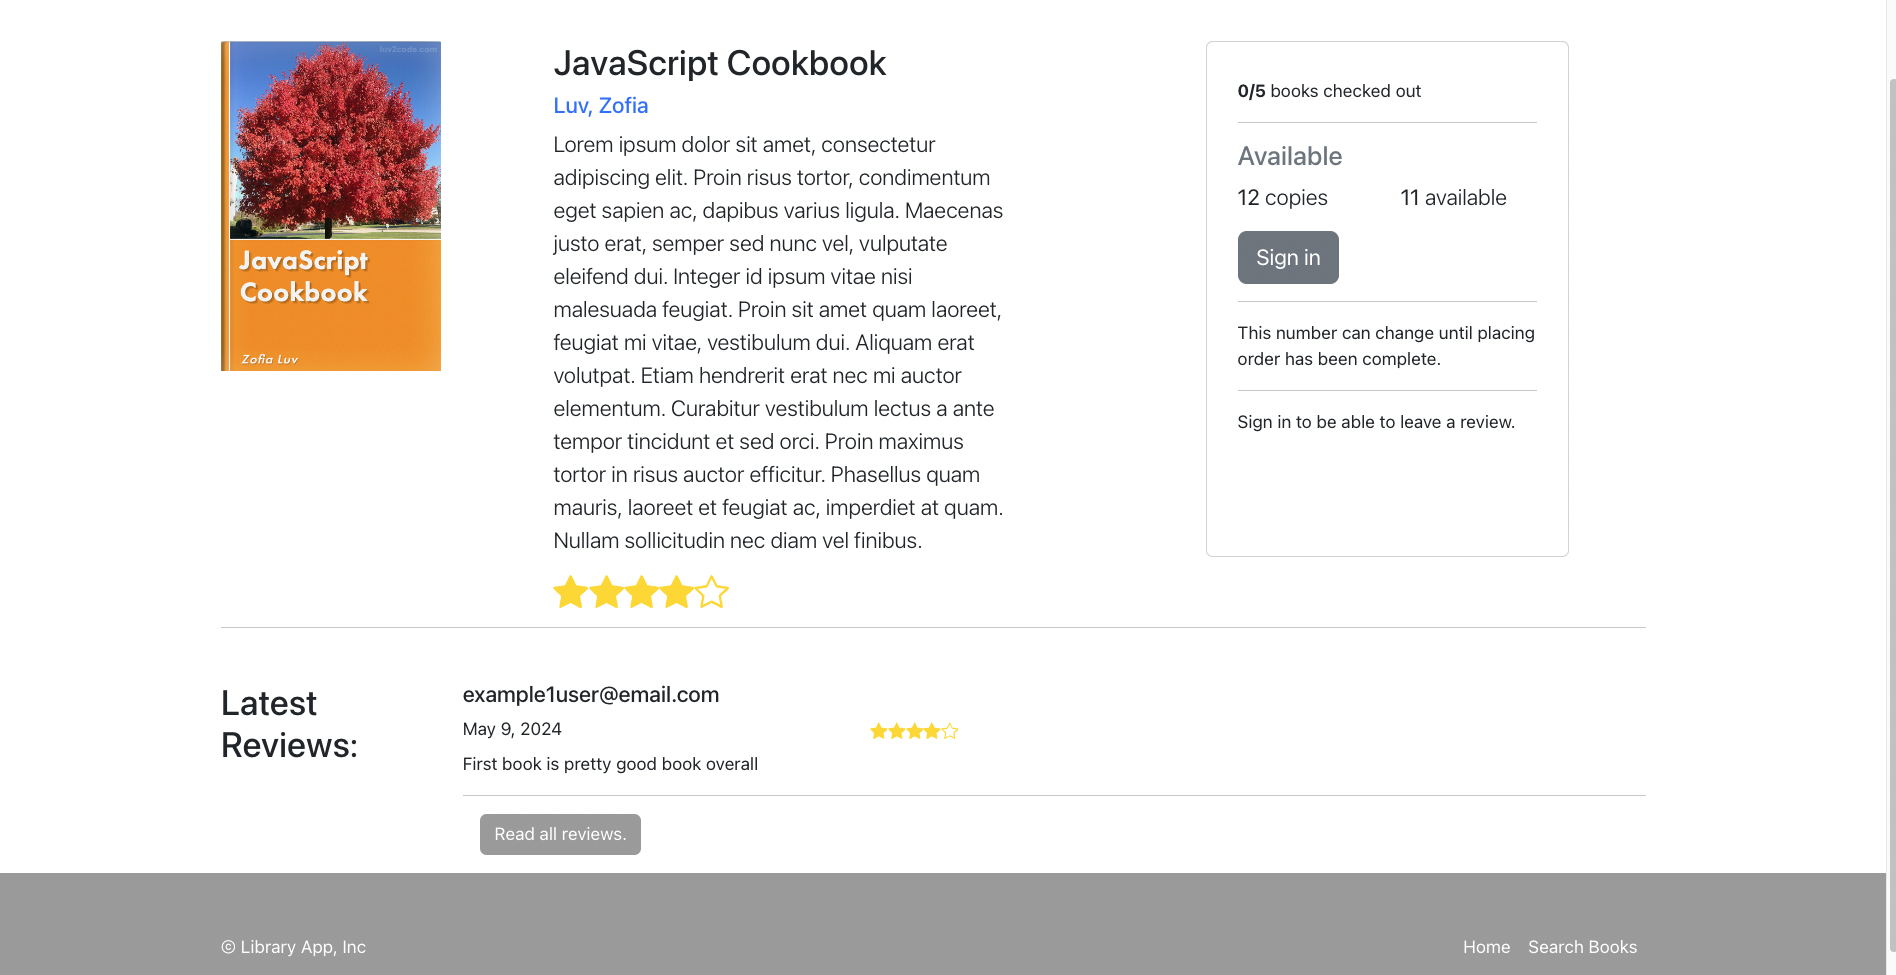 luv2code.com
JavaScript
Cookbook
Zofia Luv
JavaScript Cookbook
Luv, Zofia
Lorem ipsum dolor sit amet, consectetur
adipiscing elit. Proin risus tortor, condimentum
eget sapien ac, dapibus varius ligula. Maecenas
justo erat, semper sed nunc vel, vulputate
eleifend dui. Integer id ipsum vitae nisi
malesuada feugiat. Proin sit amet quam laoreet,
feugiat mi vitae, vestibulum dui. Aliquam erat
volutpat. Etiam hendrerit erat nec mi auctor
elementum. Curabitur vestibulum lectus a ante
tempor tincidunt et sed orci. Proin maximus
tortor in risus auctor efficitur. Phasellus quam
mauris, laoreet et feugiat ac, imperdiet at quam.
Nullam sollicitudin nec diam vel finibus.
0/5 books checked out
Available
12 copies 11 available
Sign in
This number can change until placing
order has been complete.
Sign in to be able to leave a review.
Latest
Reviews:
example1user@email.com
May 9, 2024
First book is pretty good book overall
Read all reviews.
© Library App, Inc
Home Search Books